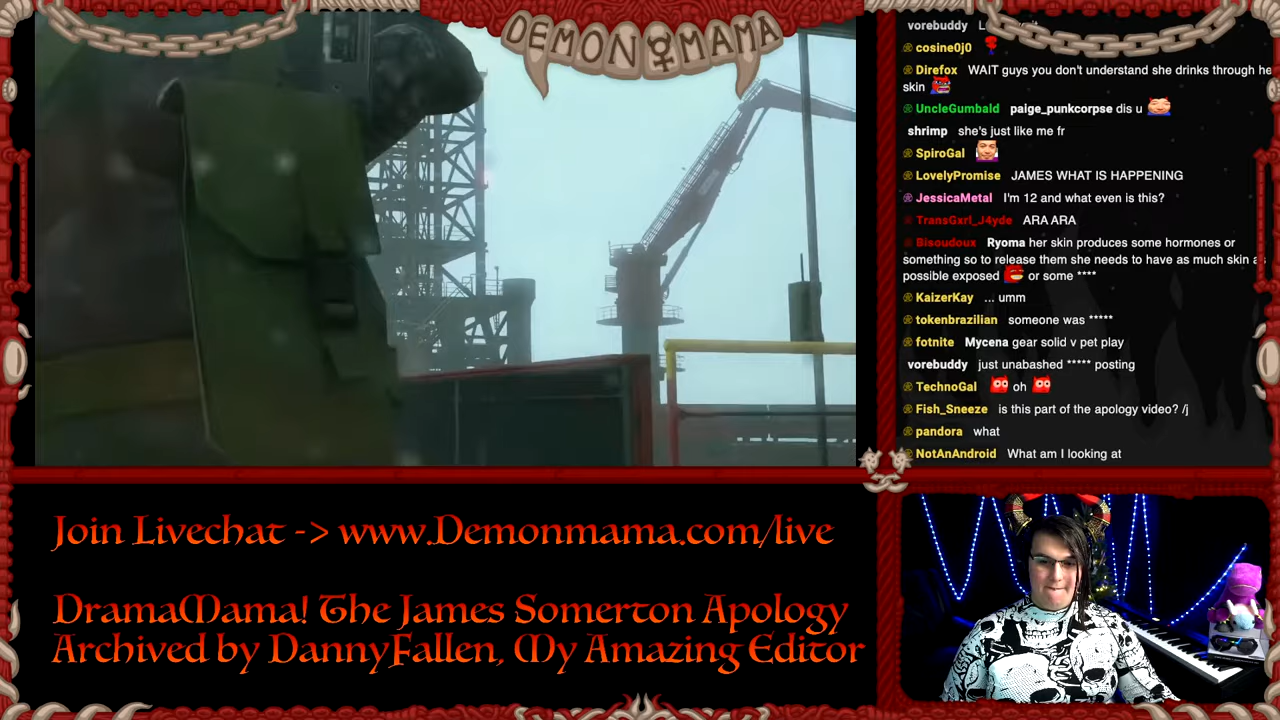 DEMON MAMA
vorebuddy
cosine0j0
Direfox WAIT guys you don't understand she drinks through he
skin
UncleGumbald paige_punkcorpse dis u
shrimp she's just like me fr
SpiroGal
LovelyPromise JAMES WHAT IS HAPPENING
JessicaMetal I'm 12 and what even is this?
TransGxrl_J4yde ARA ARA
Bisoudoux Ryoma her skin produces some hormones or
something so to release them she needs to have as much skin a
possible exposed or some ****
KaizerKay ... umm
tokenbrazilian someone was *****
fotnite Mycena gear solid v pet play
vorebuddy just unabashed ***** posting
TechnoGal oh
Fish_Sneeze is this part of the apology video? /j
pandora what
NotAnAndroid What am I looking at
Join Livechat -> www.Demonmama.com/live
DramaMama! The James Somerton Apology
Archived by DannyFallen, My Amazing Editor